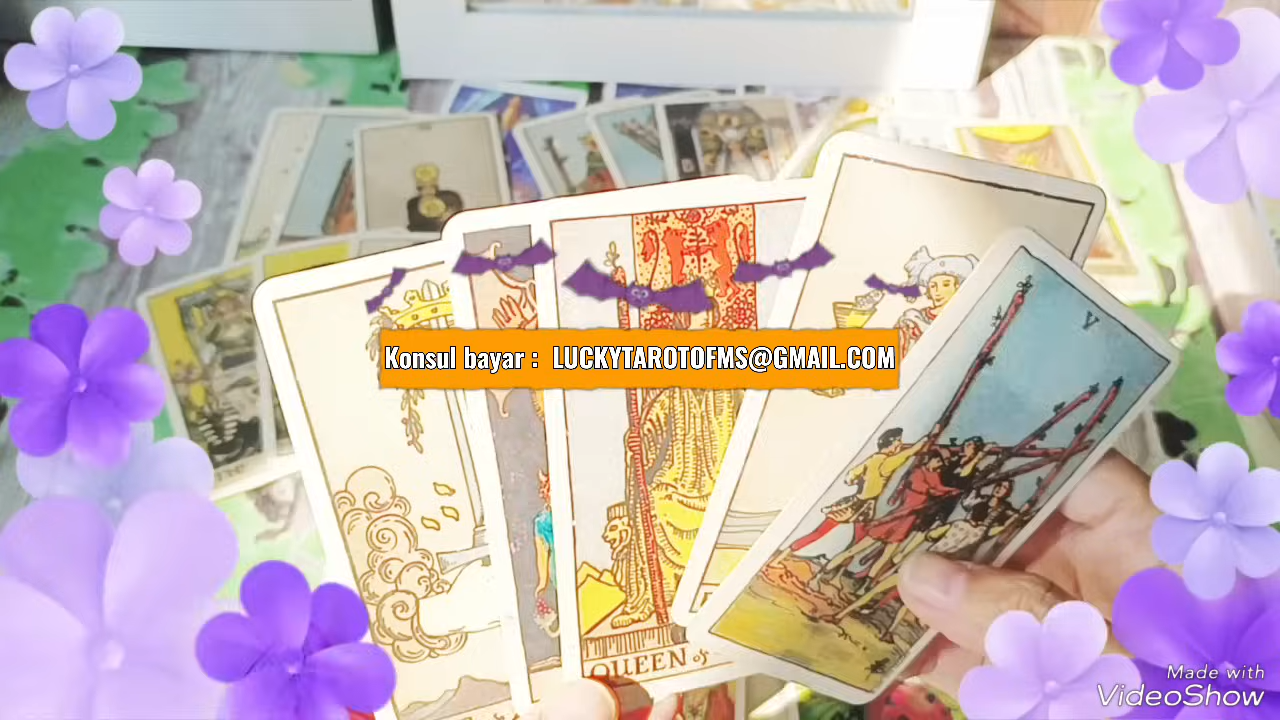 Konsul bayar : LUCKYTAROTOFMS@GMAIL.COM
V
QUEEN of
Made with
VideoShow